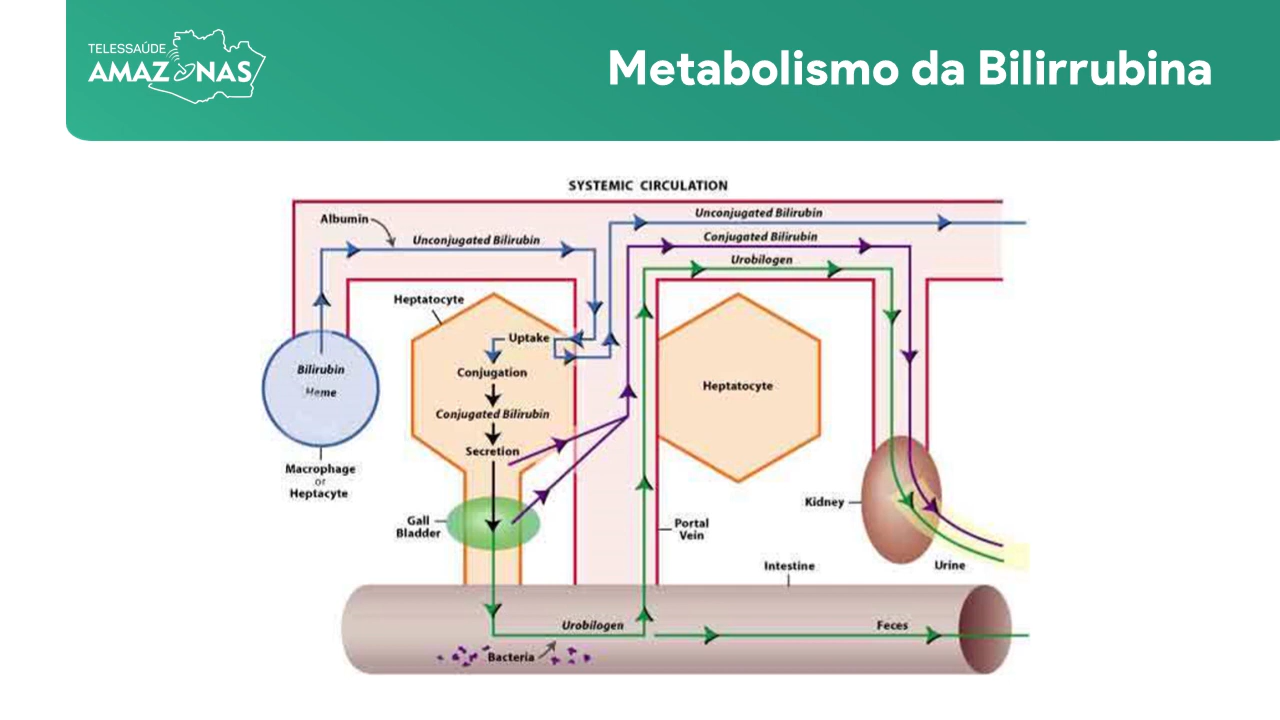 TELESSAÚDE
AMAZONAS
Metabolismo da Bilirrubina
SYSTEMIC CIRCULATION
Albumin
Unconjugated Bilirubin
Unconjugated Bilirubin
Conjugated Bilirubin
Urobilogen
Heptatocyte
Uptake
Conjugation
Conjugated Bilirubin
Secretion
Bilirubin
Heme
Macrophage
or
Heptacyte
Heptatocyte
Gall
Bladder
Portal
Vein
Kidney
Urine
Intestine
Urobilogen
Feces
Bacteria